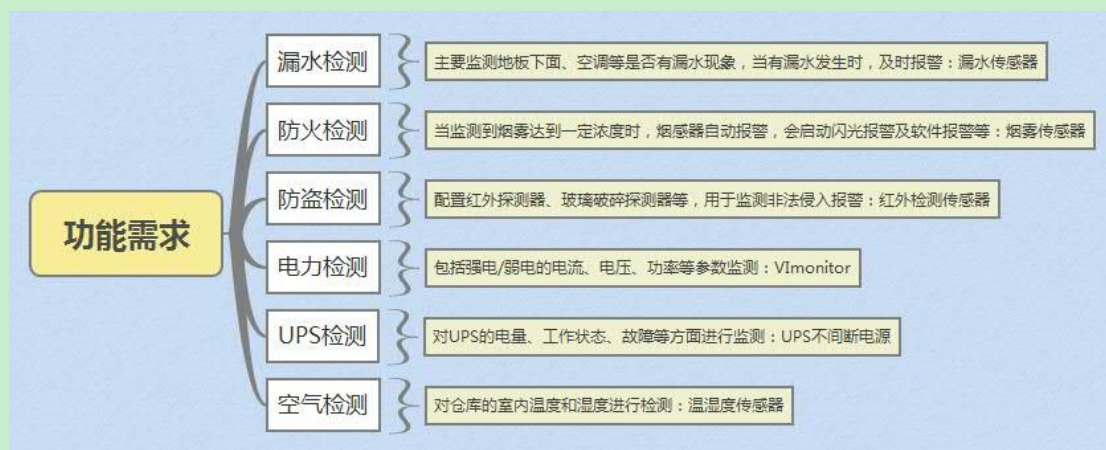 功能需求
漏水检测
主要监测地板下面、空调等是否有漏水现象，当有漏水发生时，及时报警：漏水传感器
防火检测
当监测到烟雾达到一定浓度时，烟感器自动报警，会启动闪光报警及软件报警等：烟雾传感器
防盗检测
配置红外探测器、玻璃破碎探测器等，用于监测非法侵入报警：红外检测传感器
电力检测
包括强电/弱电的电流、电压、功率等参数监测：VImonitor
UPS检测
对UPS的电量、工作状态、故障等方面进行监测：UPS不间断电源
空气检测
对仓库的室内温度和湿度进行检测：温湿度传感器